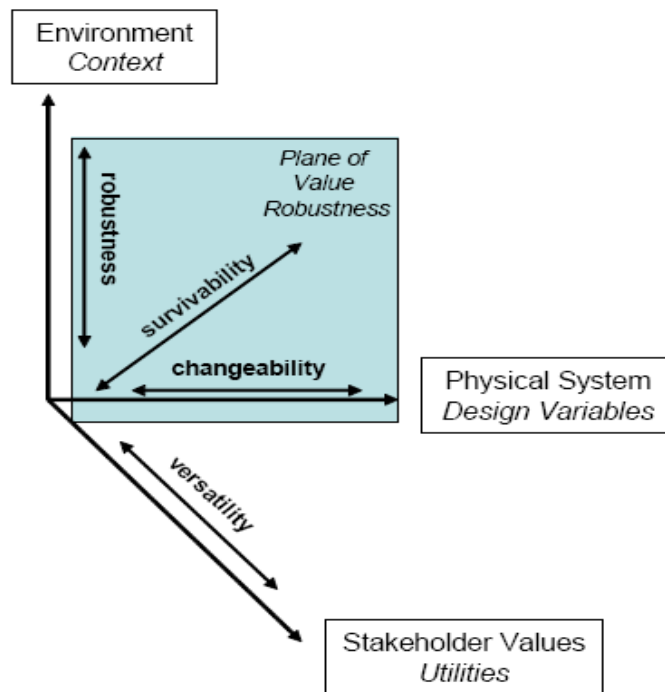 Environment
Context
Plane of
Value
Robustness
robustness
survivability
changeability
Physical System
Design Variables
versatility
Stakeholder Values
Utilities